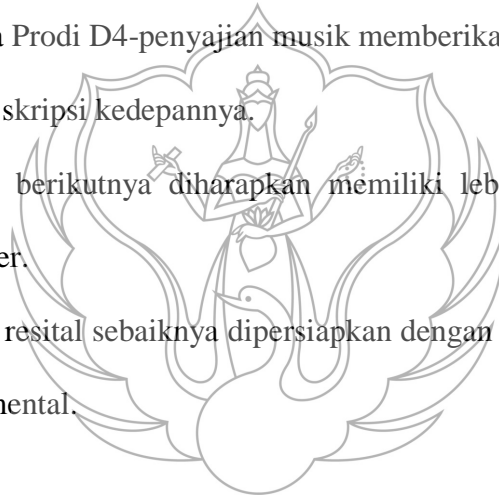 Prodi D4-penyajian musik memberika
skripsi kedepannya.
berikutnya diharapkan memiliki leb
er.
resital sebaiknya dipersiapkan dengan
mental.